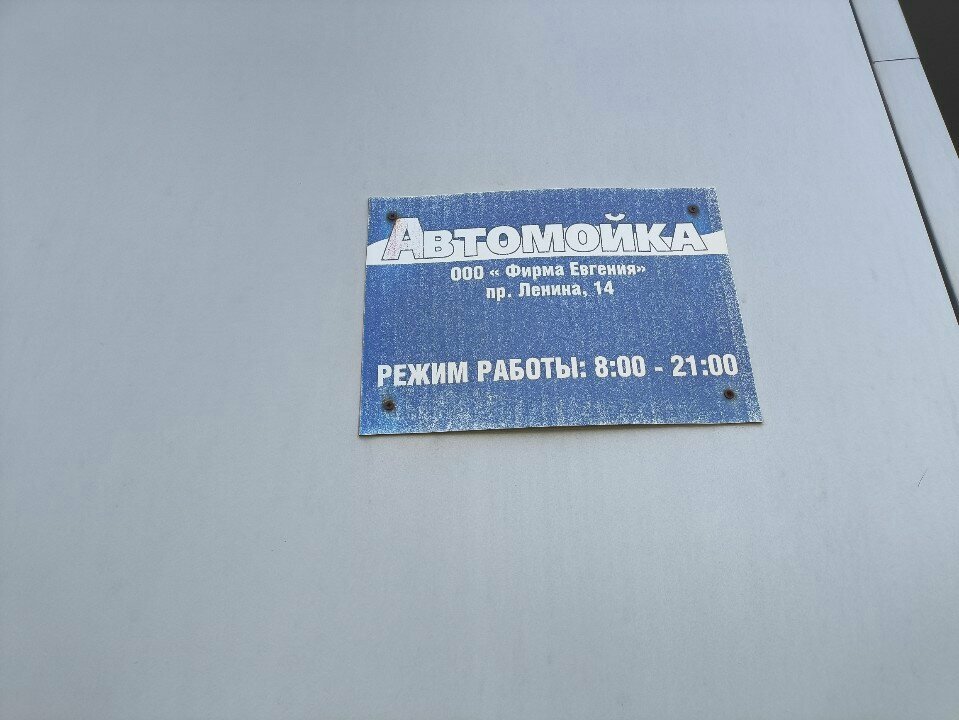 Автомойка
ООО « Фирма Евгения»
пр. Ленина, 14
РЕЖИМ РАБОТЫ: 8:00 - 21:00